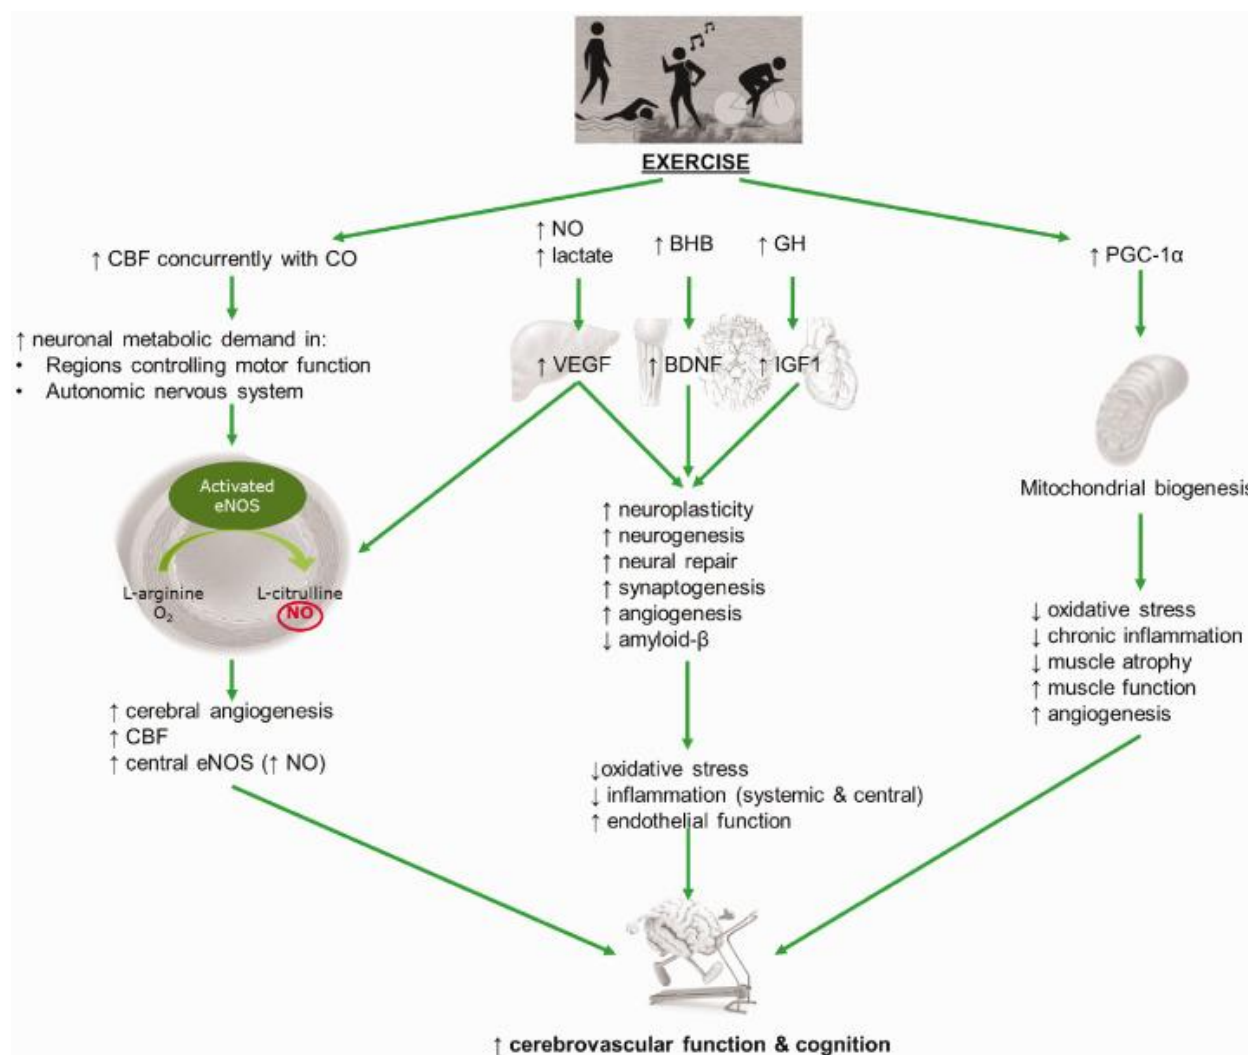 EXERCISE
↑ CBF concurrently with CO
↑ NO
↑ lactate
↑ BHB
↑ GH
↑ PGC-1α
↑ neuronal metabolic demand in:
• Regions controlling motor function
• Autonomic nervous system
↑ VEGF
↑ BDNF
↑ IGF1
Activated
eNOS
L-arginine
O₂
L-citrulline
NO
↑ cerebral angiogenesis
↑ CBF
↑ central eNOS (↑ NO)
↑ neuroplasticity
↑ neurogenesis
↑ neural repair
↑ synaptogenesis
↑ angiogenesis
↓ amyloid-β
↓oxidative stress
↓ inflammation (systemic & central)
↑ endothelial function
Mitochondrial biogenesis
↓ oxidative stress
↓ chronic inflammation
↓ muscle atrophy
↑ muscle function
↑ angiogenesis
↑ cerebrovascular function & cognition